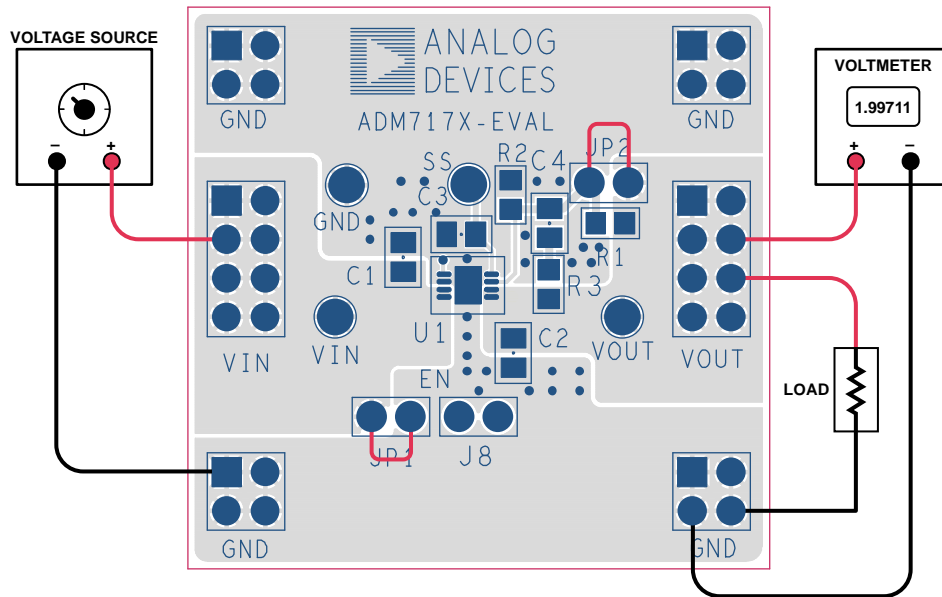 VOLTAGE SOURCE
− +
ANALOG
DEVICES
ADM717X-EVAL
GND
GND
VOLTMETER
1.99711
+ −
SS
R2
C4
JP2
C3
GND
C1
R1
R3
U1
C2
VIN
VIN
VOUT
VOUT
EN
LOAD
JP1
J8
GND
GND